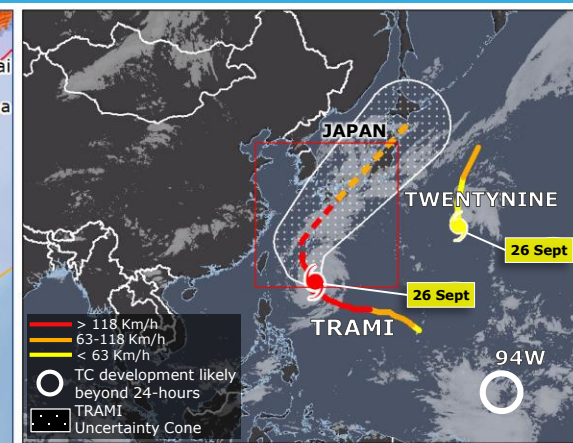 ai
a
JAPAN
TWENTYNINE
26 Sept
26 Sept
TRAMI
94W
> 118 Km/h
63-118 Km/h
< 63 Km/h
TC development likely
beyond 24-hours
TRAMI
Uncertainty Cone